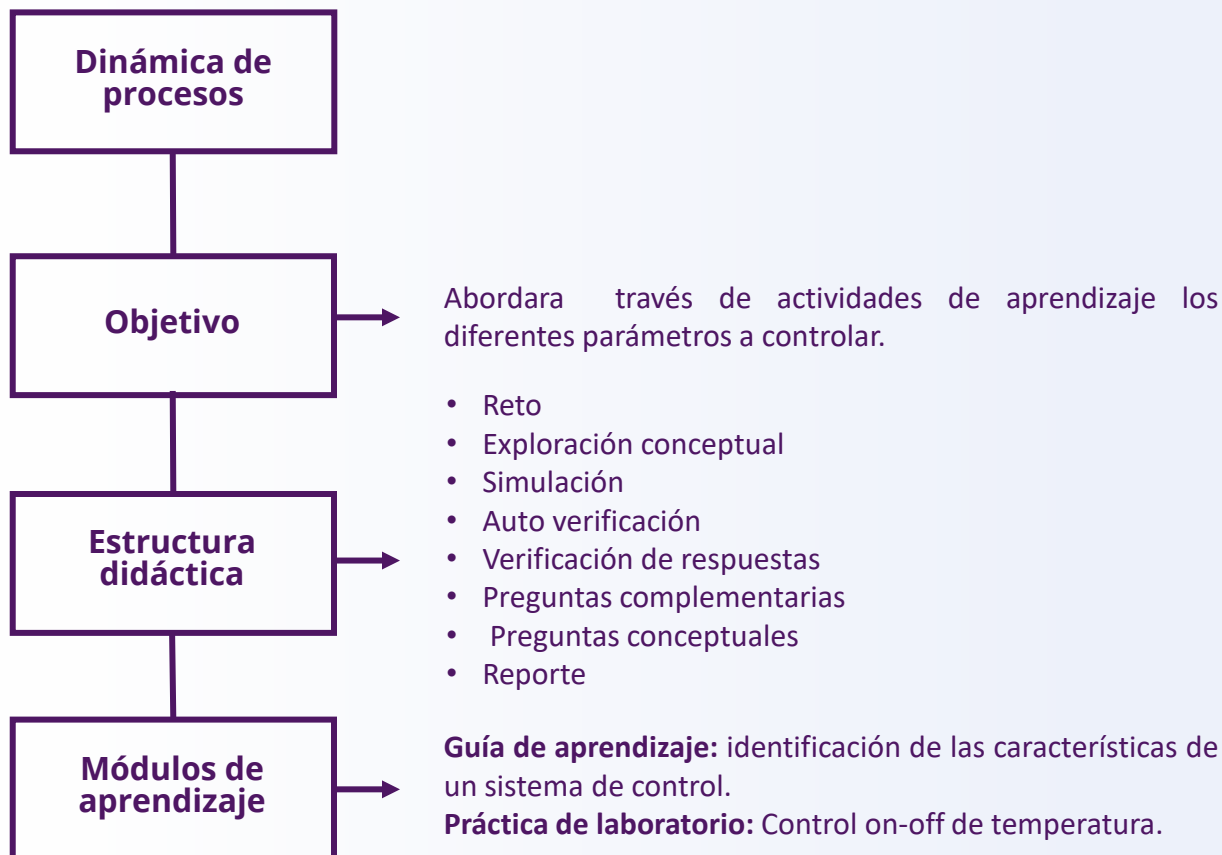 Dinámica de
procesos
Objetivo
Abordara través de actividades de aprendizaje los
diferentes parámetros a controlar.
Estructura
didáctica
• Reto
• Exploración conceptual
• Simulación
• Auto verificación
• Verificación de respuestas
• Preguntas complementarias
• Preguntas conceptuales
• Reporte
Módulos de
aprendizaje
Guía de aprendizaje: identificación de las características de
un sistema de control.
Práctica de laboratorio: Control on-off de temperatura.